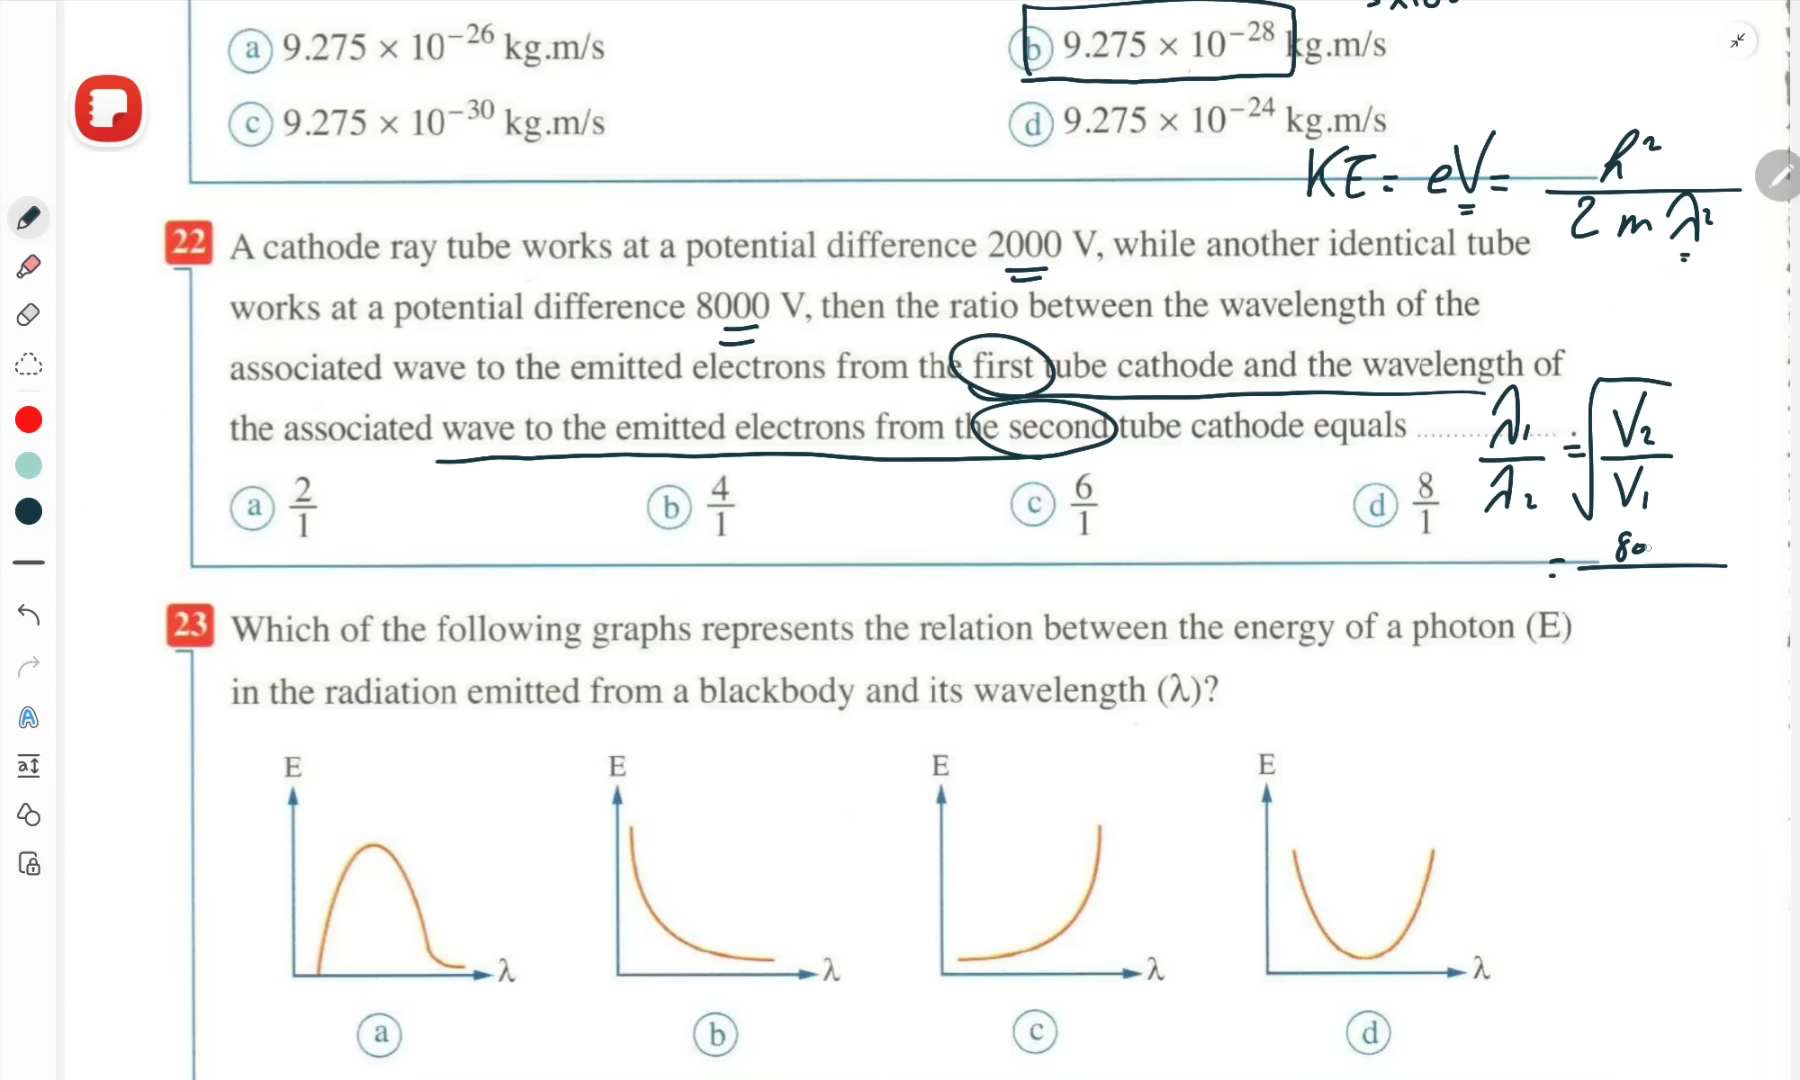 a 9.275 × 10⁻²⁶ kg.m/s
b 9.275 × 10⁻²⁸ kg.m/s
c 9.275 × 10⁻³⁰ kg.m/s
d 9.275 × 10⁻²⁴ kg.m/s
KE = eV = h² / 2 m λ²
22 A cathode ray tube works at a potential difference 2000 V, while another identical tube
works at a potential difference 8000 V, then the ratio between the wavelength of the
associated wave to the emitted electrons from the first tube cathode and the wavelength of
the associated wave to the emitted electrons from the second tube cathode equals ............
λ₁ / λ₂ = √(V₂ / V₁)
a 2/1
b 4/1
c 6/1
d 8/1
= 80
23 Which of the following graphs represents the relation between the energy of a photon (E)
in the radiation emitted from a blackbody and its wavelength (λ)?
E E E E
λ λ λ λ
a b c d
A
a